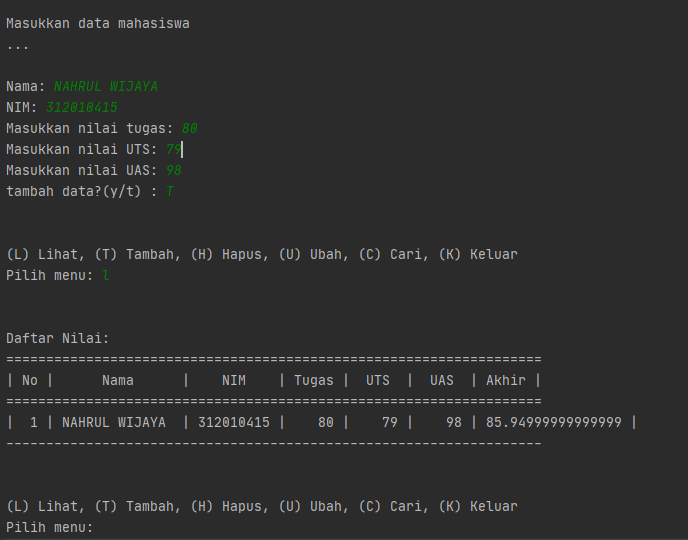 Masukkan data mahasiswa
...
Nama: NAHRUL WIJAYA
NIM: 312010415
Masukkan nilai tugas: 80
Masukkan nilai UTS: 79
Masukkan nilai UAS: 98
tambah data?(y/t) : T
(L) Lihat, (T) Tambah, (H) Hapus, (U) Ubah, (C) Cari, (K) Keluar
Pilih menu: l
Daftar Nilai:
===================================================================
| No |      Nama      |    NIM    | Tugas |  UTS  |  UAS  | Akhir |
===================================================================
|  1 | NAHRUL WIJAYA  | 312010415 |    80 |    79 |    98 | 85.94999999999999 |
-------------------------------------------------------------------
(L) Lihat, (T) Tambah, (H) Hapus, (U) Ubah, (C) Cari, (K) Keluar
Pilih menu: